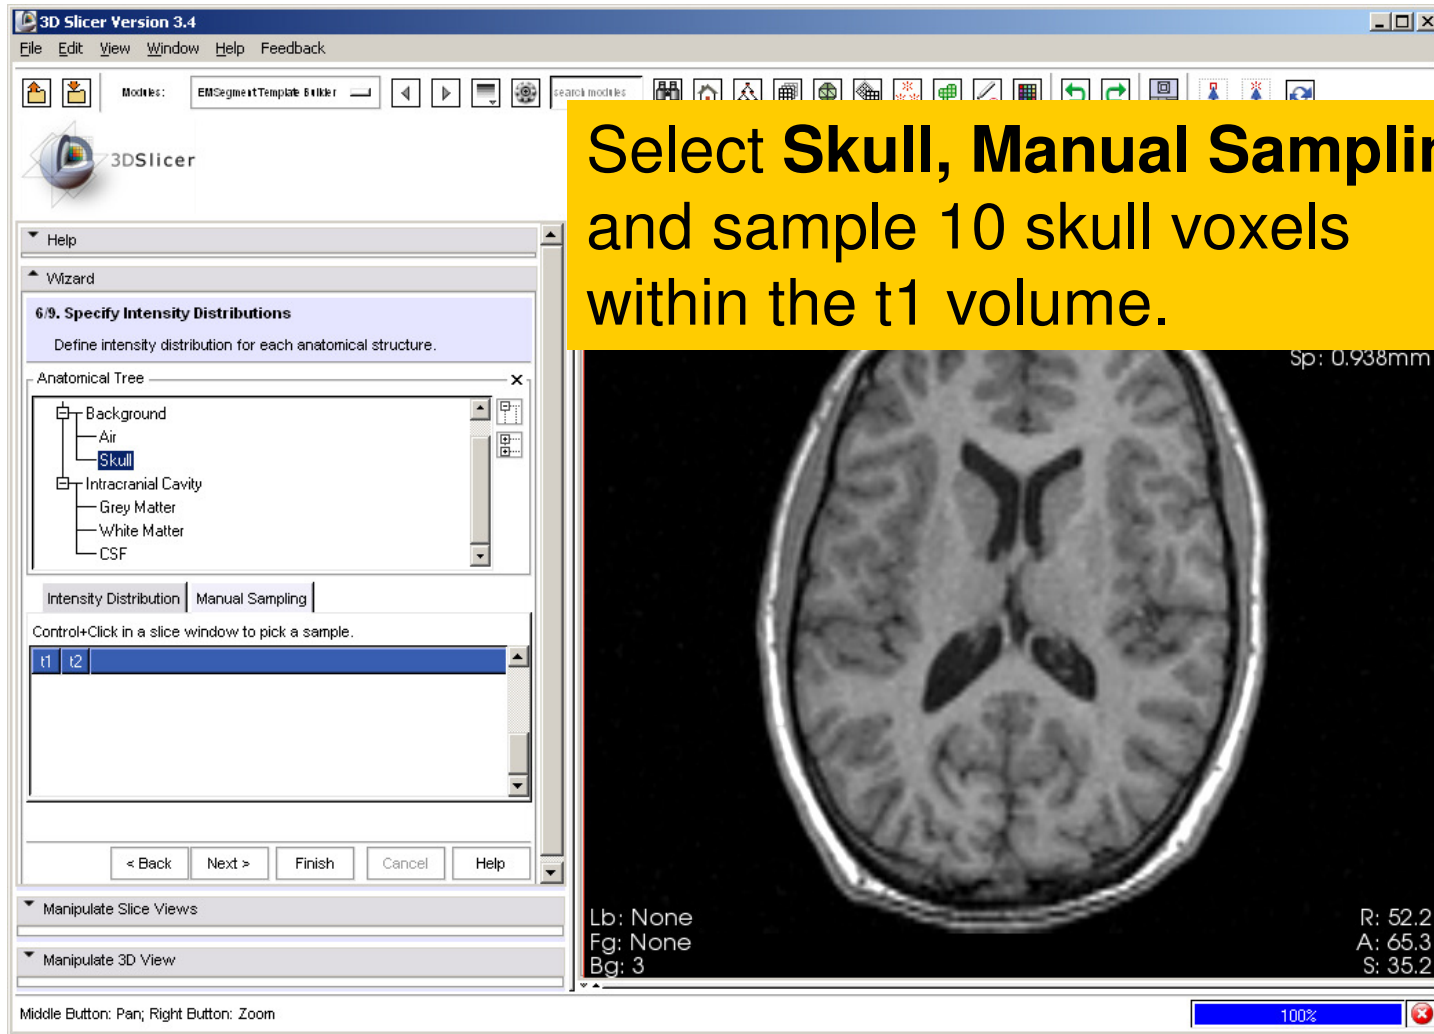 3D Slicer Version 3.4
File Edit View Window Help Feedback
Modules: EMSegmentTemplate Builder search modules
3DSlicer
Select Skull, Manual Samplin
and sample 10 skull voxels
within the t1 volume.
Help
Wizard
6/9. Specify Intensity Distributions
Define intensity distribution for each anatomical structure.
Sp: 0.938mm
Anatomical Tree
Background
Air
Skull
Intracranial Cavity
Grey Matter
White Matter
CSF
Intensity Distribution Manual Sampling
Control+Click in a slice window to pick a sample.
t1 t2
< Back Next > Finish Cancel Help
Manipulate Slice Views
Manipulate 3D View
Lb: None
Fg: None
Bg: 3
R: 52.2
A: 65.3
S: 35.2
Middle Button: Pan; Right Button: Zoom
100%